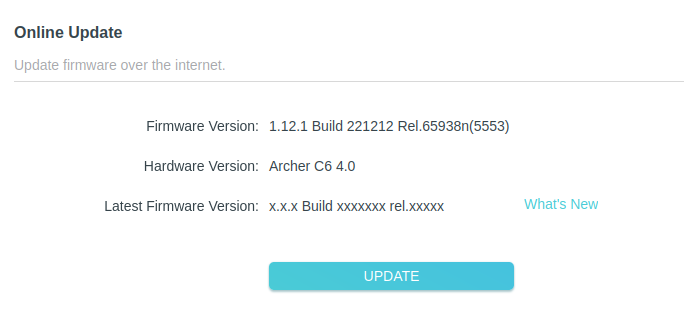 Online Update
Update firmware over the internet.
Firmware Version: 1.12.1 Build 221212 Rel.65938n(5553)
Hardware Version: Archer C6 4.0
Latest Firmware Version: x.x.x Build xxxxxxx rel.xxxxx What's New
UPDATE